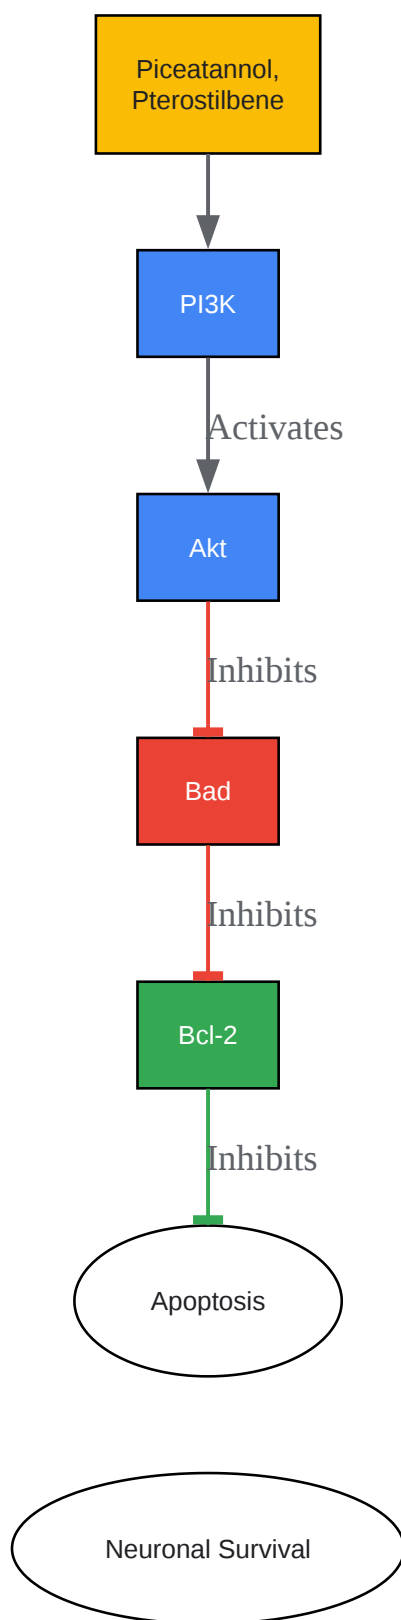 Piceatannol,
Pterostilbene
PI3K
Activates
Akt
Inhibits
Bad
Inhibits
Bcl-2
Inhibits
Apoptosis
Neuronal Survival